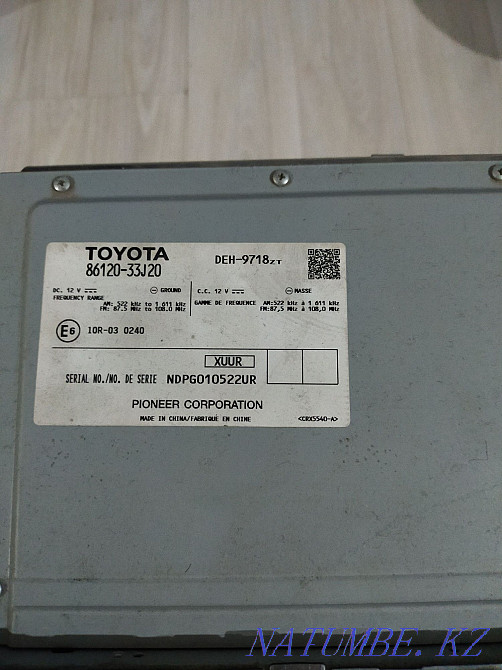 TOYOTA
86120-33J20
DEH-9718ZT
DC. 12 V ⎓ ⊖ GROUND
FREQUENCY RANGE
AM: 522 kHz to 1 611 kHz
FM: 87.5 MHz to 108.0 MHz
C.C. 12 V ⎓ ⊖ MASSE
GAMME DE FREQUENCE AM: 522 kHz à 1 611 kHz
FM: 87,5 MHz à 108,0 MHz
E6 10R-03 0240
XUUR
SERIAL NO./NO. DE SERIE NDPG010522UR
PIONEER CORPORATION
MADE IN CHINA/FABRIQUÉ EN CHINE
<CRX5540-A>
NATUMBE.KZ